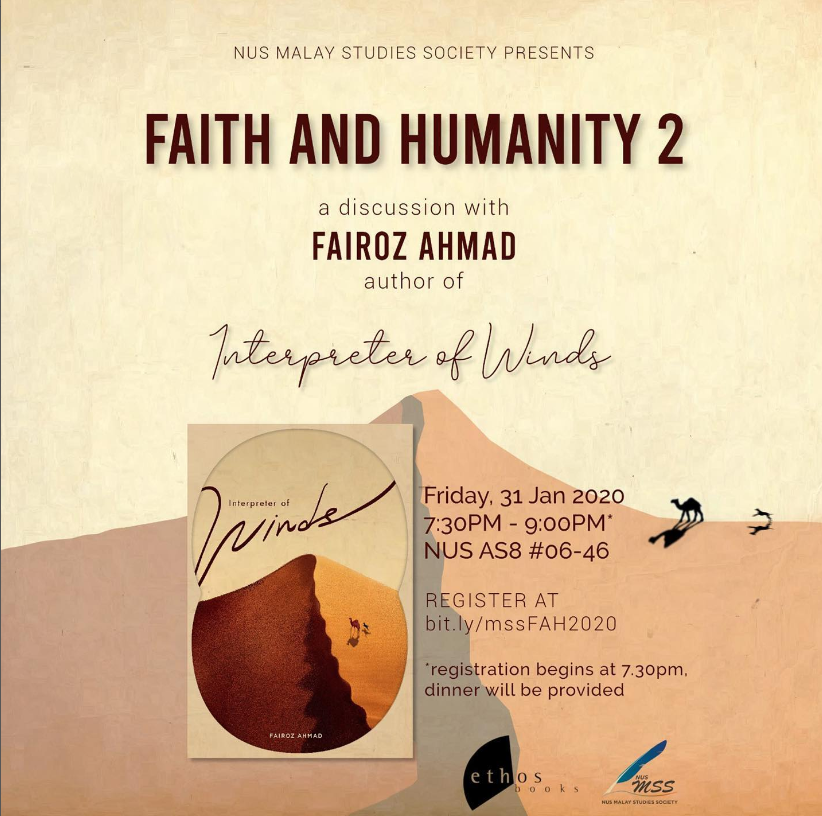 NUS MALAY STUDIES SOCIETY PRESENTS
FAITH AND HUMANITY 2
a discussion with
FAIROZ AHMAD
author of
Interpreter of Winds
Interpreter of
Winds
FAIROZ AHMAD
Friday, 31 Jan 2020
7:30PM - 9:00PM*
NUS AS8 #06-46
REGISTER AT
bit.ly/mssFAH2020
*registration begins at 7.30pm,
dinner will be provided
ethos
books
NUS
MSS
NUS MALAY STUDIES SOCIETY